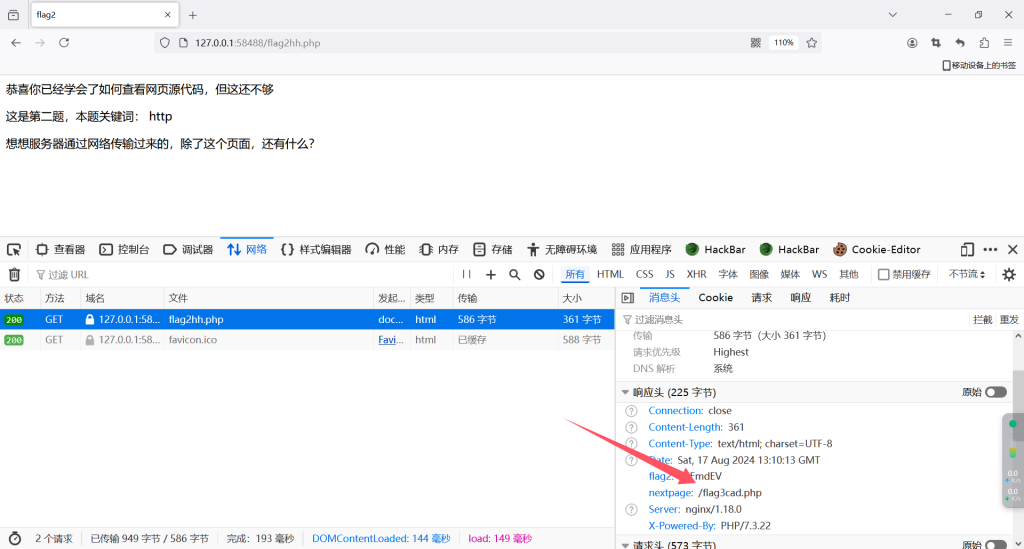 flag2
127.0.0.1:58488/flag2hh.php
110%
移动设备上的书签
恭喜你已经学会了如何查看网页源代码，但这还不够
这是第二题，本题关键词： http
想想服务器通过网络传输过来的，除了这个页面，还有什么?
查看器 控制台 调试器 网络 样式编辑器 性能 内存 存储 无障碍环境 应用程序 HackBar HackBar Cookie-Editor
过滤 URL 所有 HTML CSS JS XHR 字体 图像 媒体 WS 其他 禁用缓存 不节流
状态 方法 域名 文件 发起... 类型 传输 大小
200 GET 127.0.0.1:58... flag2hh.php doc... html 586 字节 361 字节
200 GET 127.0.0.1:58... favicon.ico Favi... html 已缓存 588 字节
消息头 Cookie 请求 响应 耗时
过滤消息头 拦截 重发
传输 586 字节 (大小 361 字节)
请求优先级 Highest
DNS 解析 系统
响应头 (225 字节) 原始
Connection: close
Content-Length: 361
Content-Type: text/html; charset=UTF-8
Date: Sat, 17 Aug 2024 13:10:13 GMT
flag2:
nextpage: /flag3cad.php
Server: nginx/1.18.0
X-Powered-By: PHP/7.3.22
请求头 (573 字节) 原始
0.0
K/s
0.0
K/s
2 个请求 已传输 949 字节 / 586 字节 完成: 193 毫秒 DOMContentLoaded: 144 毫秒 load: 149 毫秒